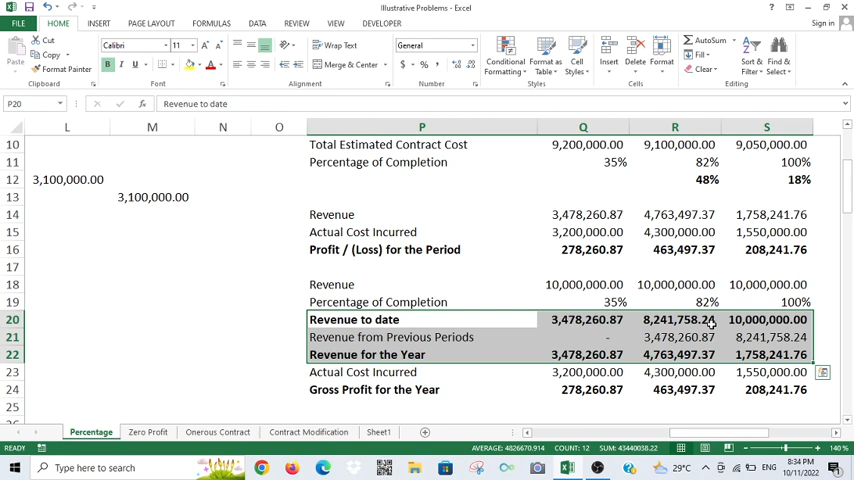 Illustrative Problems - Excel
Sign in
FILE HOME INSERT PAGE LAYOUT FORMULAS DATA REVIEW VIEW DEVELOPER
Cut
Copy
Format Painter
Paste
Clipboard
Calibri 11
B I U
Font
Wrap Text
Merge & Center
Alignment
General
$ % ,
Number
Conditional Formatting
Format as Table
Cell Styles
Styles
Insert Delete Format
Cells
AutoSum
Fill
Clear
Sort & Filter
Find & Select
Editing
P20 fx Revenue to date
L M N O P Q R S
10 Total Estimated Contract Cost 9,200,000.00 9,100,000.00 9,050,000.00
11 Percentage of Completion 35% 82% 100%
12 3,100,000.00 48% 18%
13 3,100,000.00
14 Revenue 3,478,260.87 4,763,497.37 1,758,241.76
15 Actual Cost Incurred 3,200,000.00 4,300,000.00 1,550,000.00
16 Profit / (Loss) for the Period 278,260.87 463,497.37 208,241.76
17
18 Revenue 10,000,000.00 10,000,000.00 10,000,000.00
19 Percentage of Completion 35% 82% 100%
20 Revenue to date 3,478,260.87 8,241,758.24 10,000,000.00
21 Revenue from Previous Periods - 3,478,260.87 8,241,758.24
22 Revenue for the Year 3,478,260.87 4,763,497.37 1,758,241.76
23 Actual Cost Incurred 3,200,000.00 4,300,000.00 1,550,000.00
24 Gross Profit for the Year 278,260.87 463,497.37 208,241.76
25
Percentage Zero Profit Onerous Contract Contract Modification Sheet1
READY AVERAGE: 4826670.914 COUNT: 12 SUM: 43440038.22 140 %
Type here to search
29°C
ENG
8:34 PM
10/11/2022